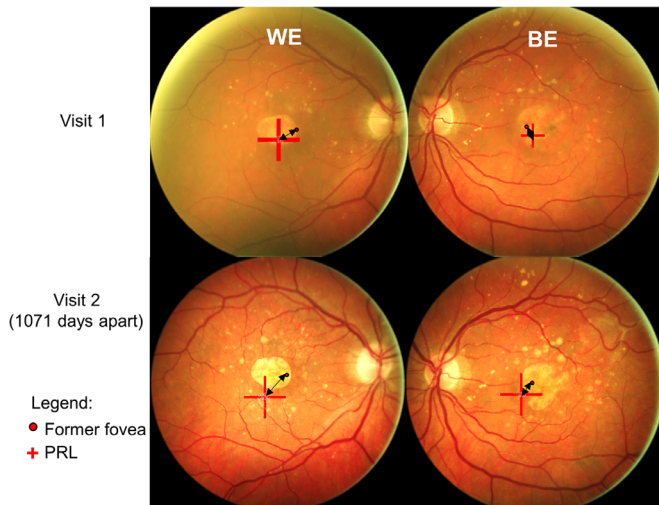 WE
BE
Visit 1
Visit 2
(1071 days apart)
Legend:
Former fovea
PRL